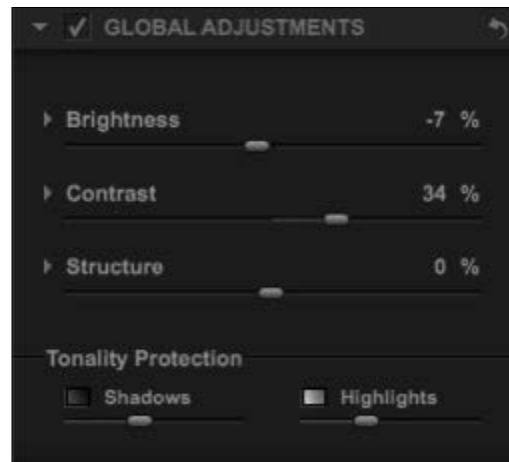 GLOBAL ADJUSTMENTS
Brightness -7 %
Contrast 34 %
Structure 0 %
Tonality Protection
Shadows Highlights